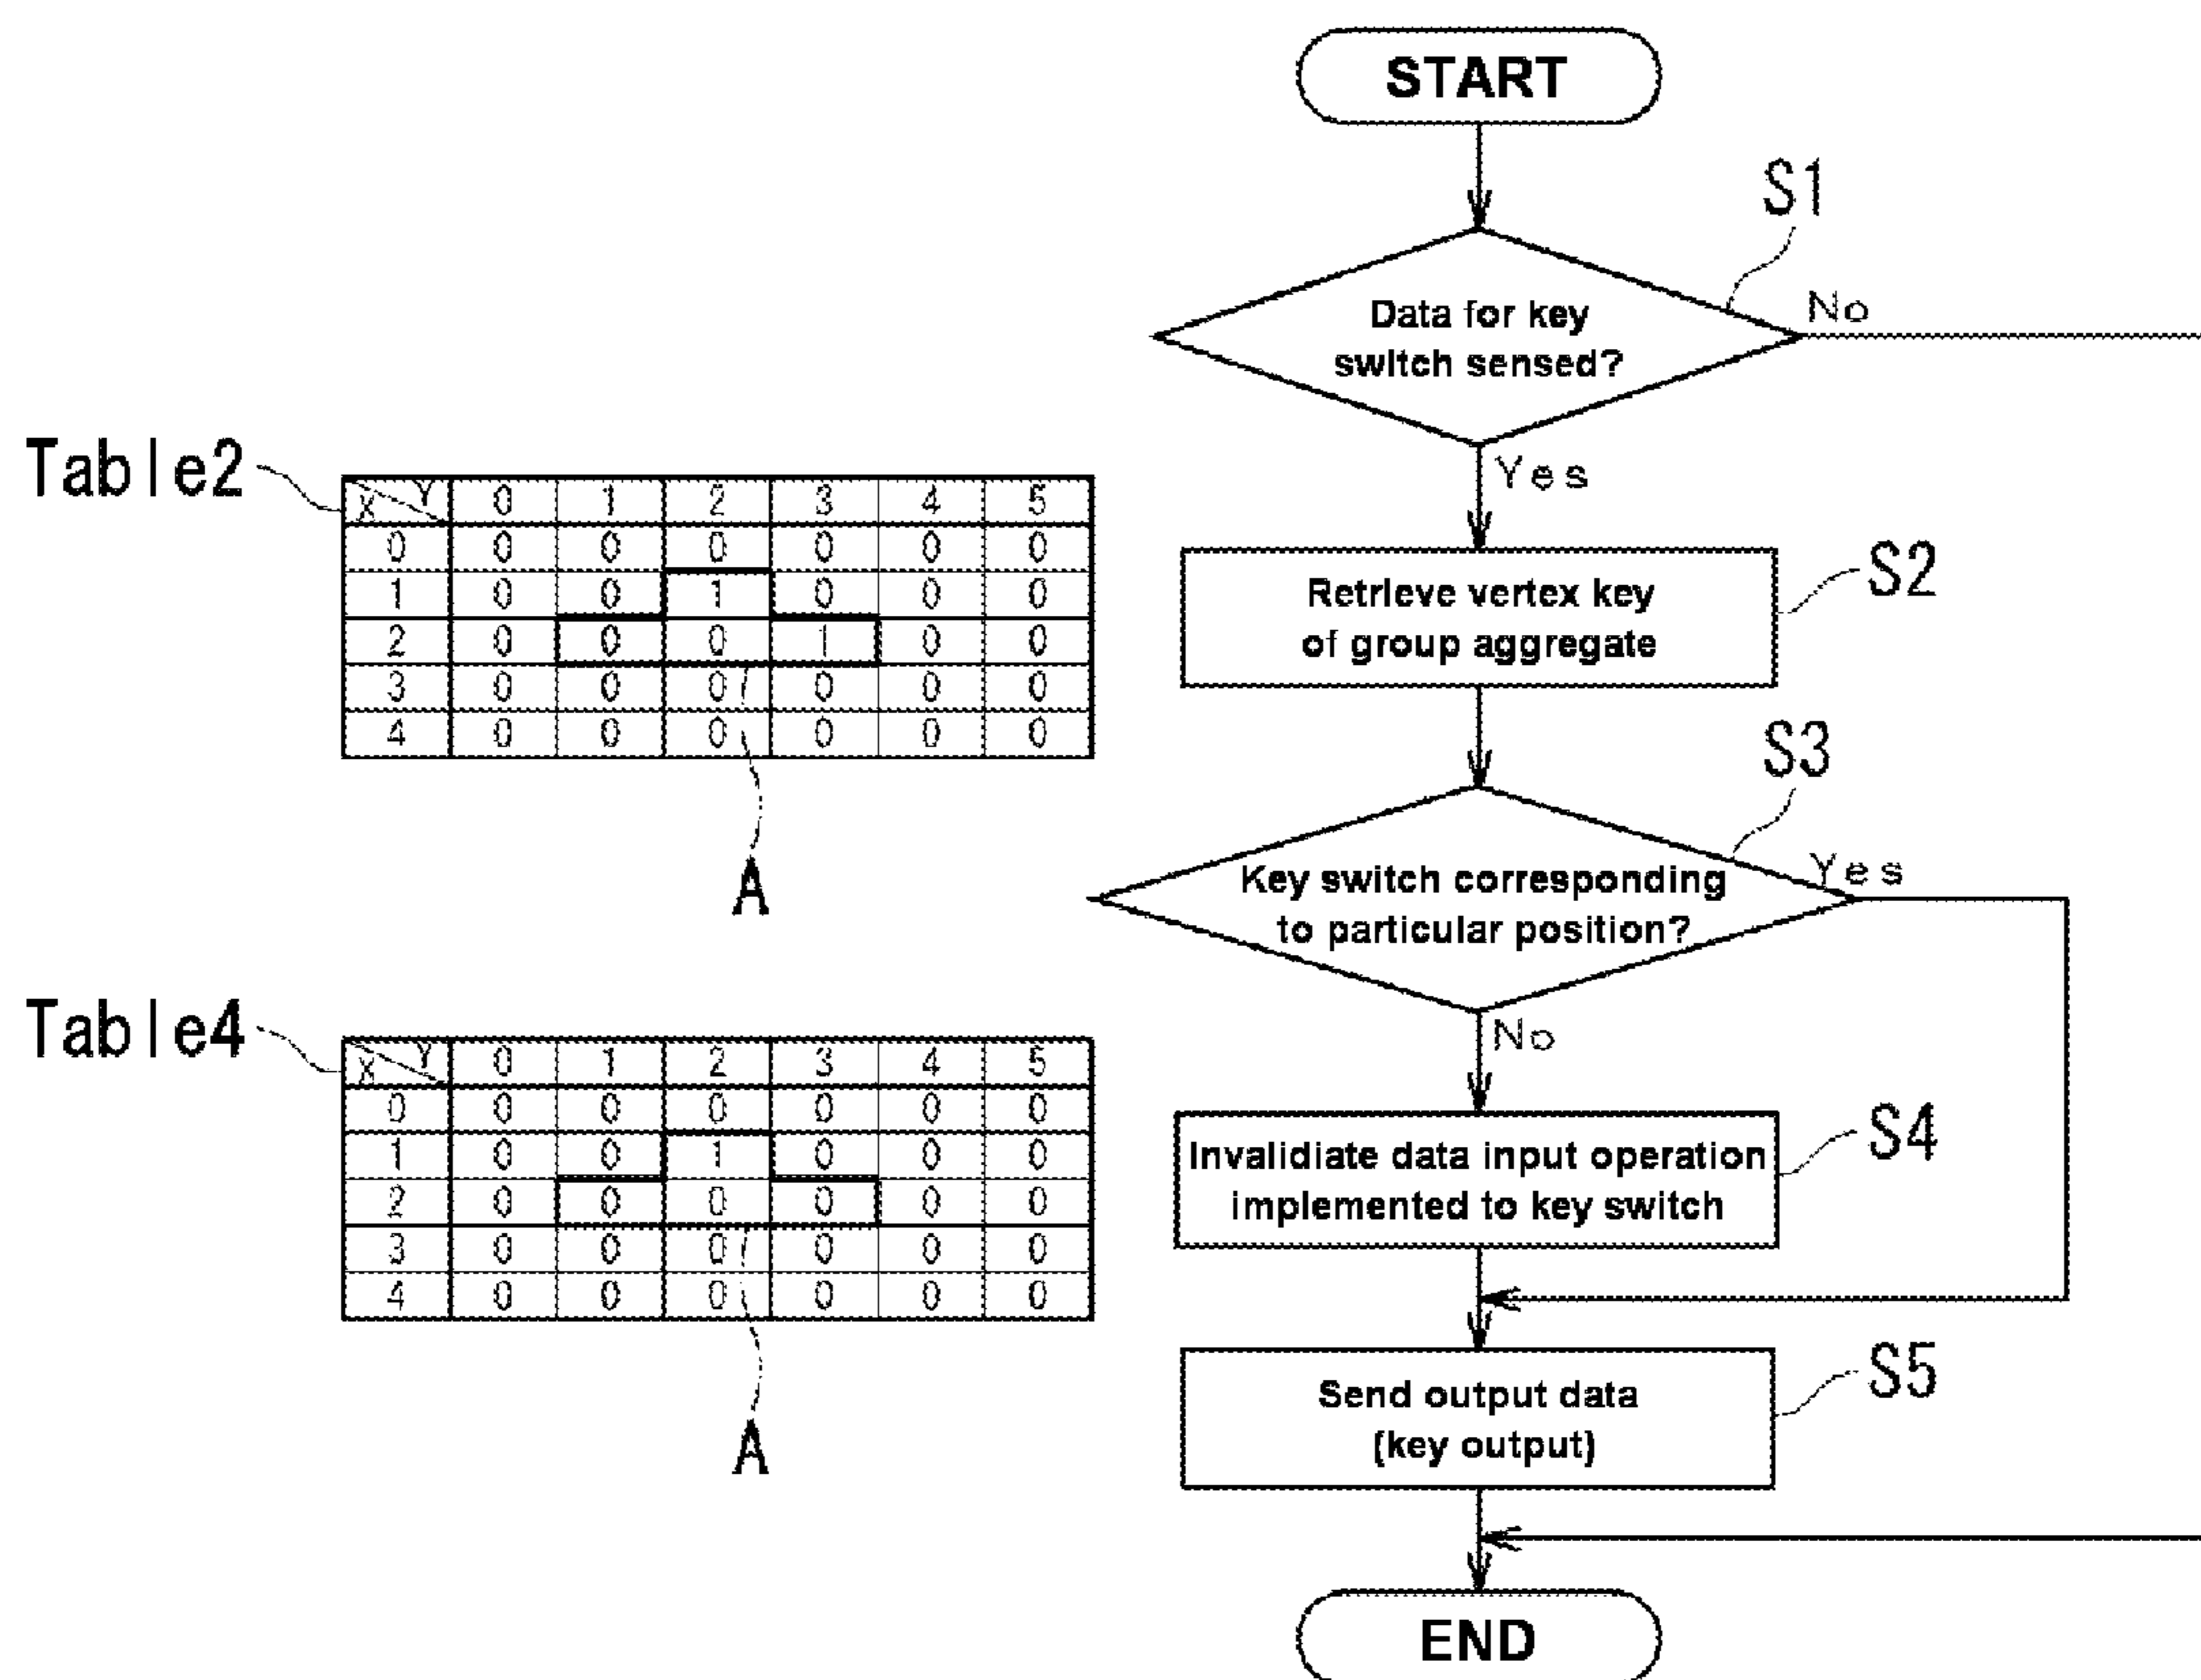 START
S1
Data for key
switch sensed?
No
Yes
Table2
X Y 0 1 2 3 4 5
0 0 0 0 0 0 0
1 0 0 1 0 0 0
2 0 0 0 1 0 0
3 0 0 0 0 0 0
4 0 0 0 0 0 0
A
S2
Retrieve vertex key
of group aggregate
S3
Key switch corresponding
to particular position?
Yes
No
Table4
X Y 0 1 2 3 4 5
0 0 0 0 0 0 0
1 0 0 1 0 0 0
2 0 0 0 0 0 0
3 0 0 0 0 0 0
4 0 0 0 0 0 0
A
S4
Invalidiate data input operation
implemented to key switch
S5
Send output data
(key output)
END